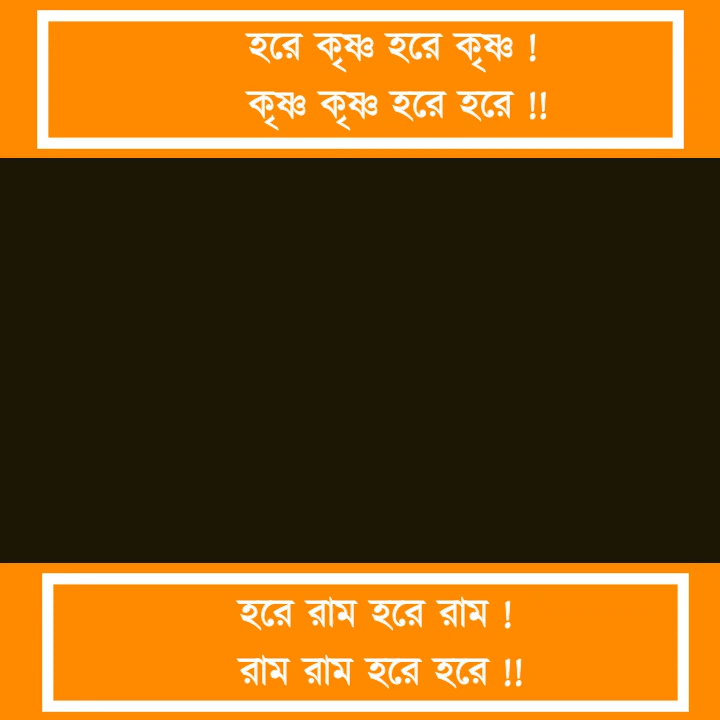 হরে কৃষ্ণ হরে কৃষ্ণ !
কৃষ্ণ কৃষ্ণ হরে হরে !!
হরে রাম হরে রাম !
রাম রাম হরে হরে !!